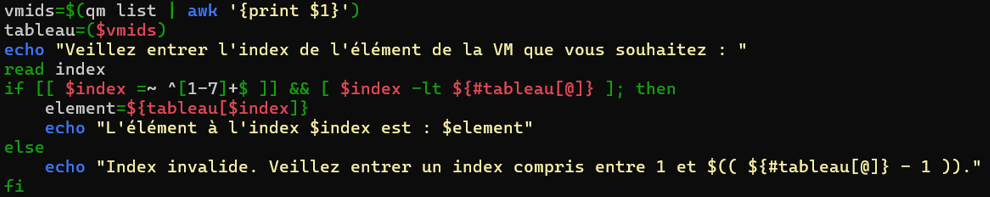 vmids=$(qm list | awk '{print $1}')
tableau=($vmids)
echo "Veillez entrer l'index de l'élément de la VM que vous souhaitez : "
read index
if [[ $index =~ ^[1-7]+$ ]] && [ $index -lt ${#tableau[@]} ]; then
    element=${tableau[$index]}
    echo "L'élément à l'index $index est : $element"
else
    echo "Index invalide. Veillez entrer un index compris entre 1 et $(( ${#tableau[@]} - 1 ))."
fi